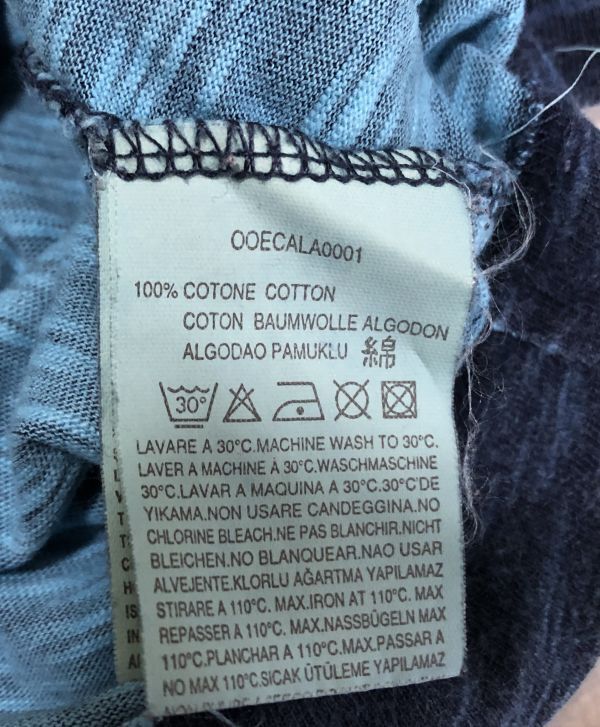 OOECALA0001
100% COTONE COTTON
COTON BAUMWOLLE ALGODON
ALGODAO PAMUKLU 綿
30°
LAVARE A 30°C.MACHINE WASH TO 30°C.
LAVER A MACHINE À 30°C.WASCHMASCHINE
30°C.LAVAR A MAQUINA A 30°C.30°C'DE
YIKAMA.NON USARE CANDEGGINA.NO
CHLORINE BLEACH.NE PAS BLANCHIR.NICHT
BLEICHEN.NO BLANQUEAR.NAO USAR
ALVEJENTE.KLORLU AĞARTMA YAPILAMAZ
STIRARE A 110°C. MAX.IRON AT 110°C. MAX
REPASSER A 110°C. MAX.NASSBÜGELN MAX
110°C.PLANCHAR A 110°C. MAX.PASSAR A
NO MAX 110°C.SICAK ÜTÜLEME YAPILAMAZ